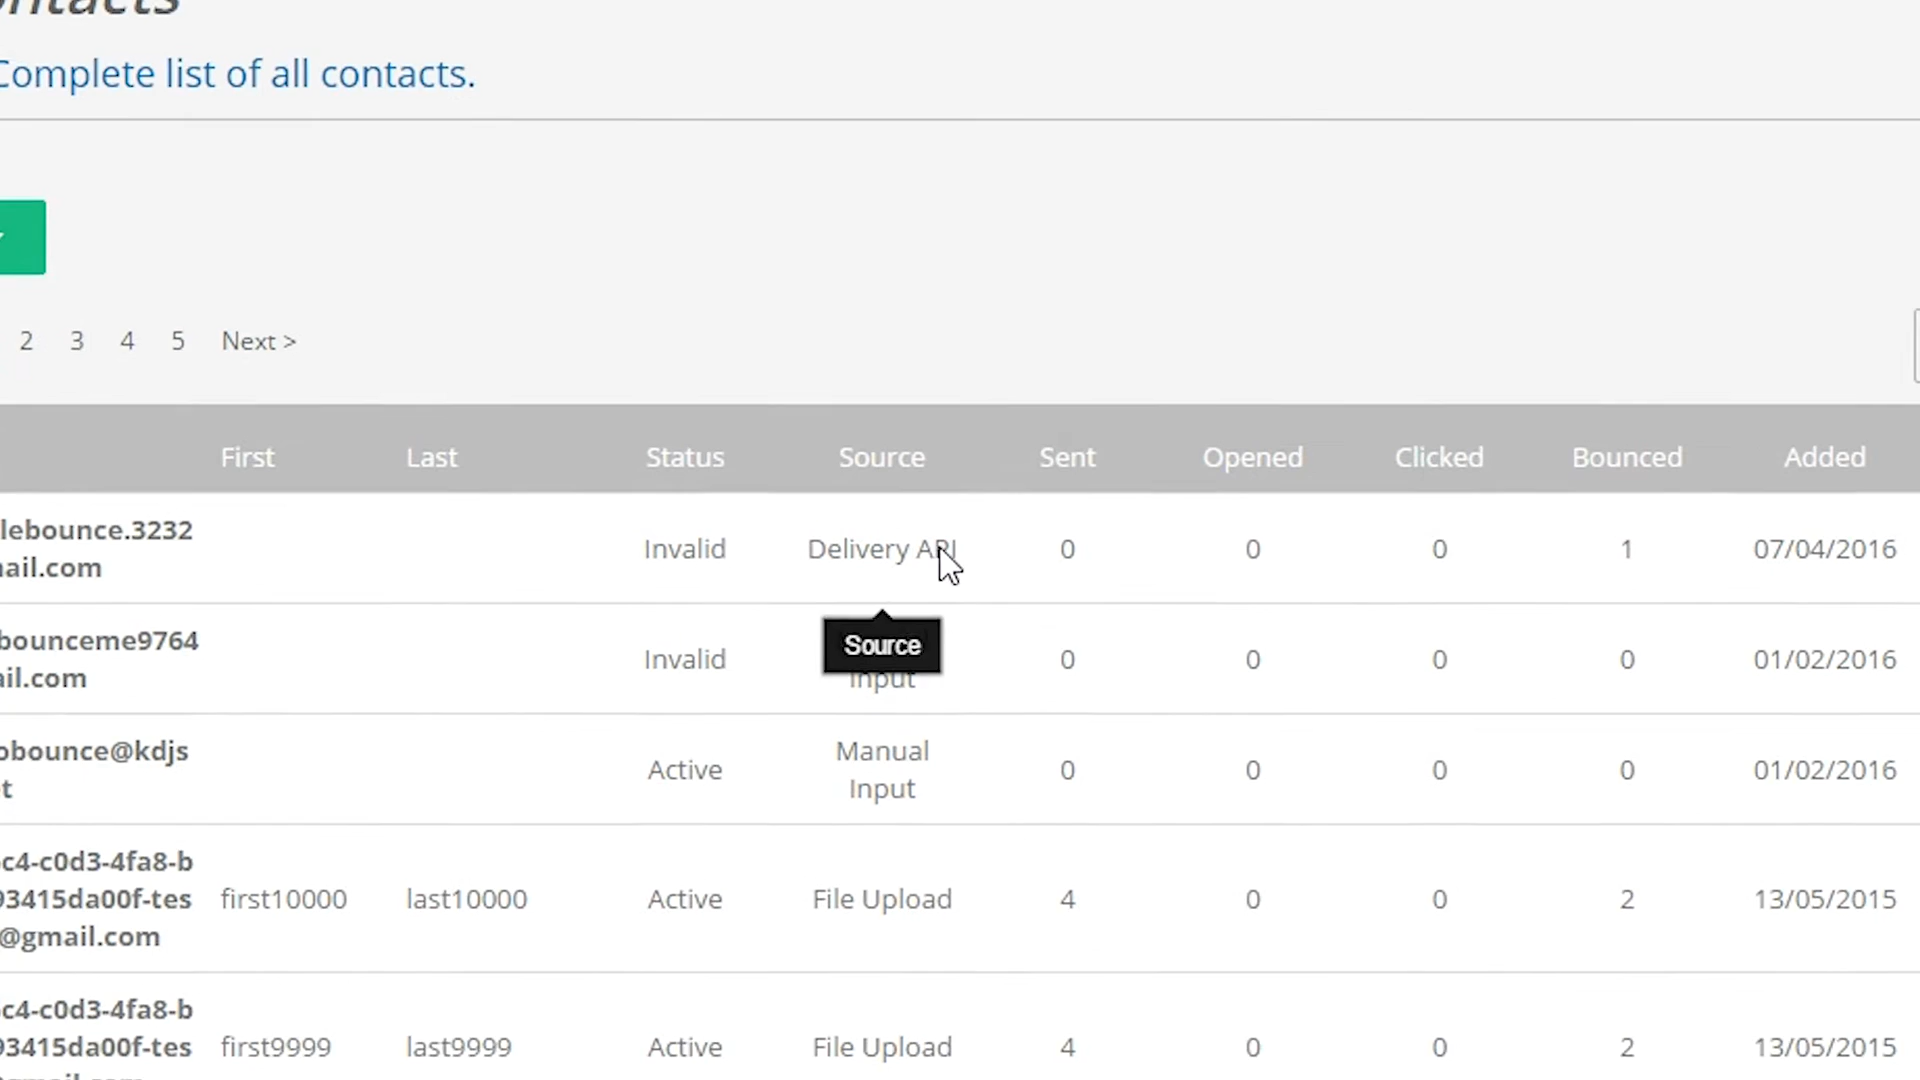 Complete list of all contacts.
2 3 4 5 Next >
First Last Status Source Sent Opened Clicked Bounced Added
lebounce.3232
ail.com
Invalid Delivery API 0 0 0 1 07/04/2016
bounceme9764
ail.com
Invalid Input 0 0 0 0 01/02/2016
Source
obounce@kdjs
t
Active Manual
Input
0 0 0 0 01/02/2016
c4-c0d3-4fa8-b
93415da00f-tes
@gmail.com
first10000 last10000 Active File Upload 4 0 0 2 13/05/2015
c4-c0d3-4fa8-b
93415da00f-tes
first9999 last9999 Active File Upload 4 0 0 2 13/05/2015